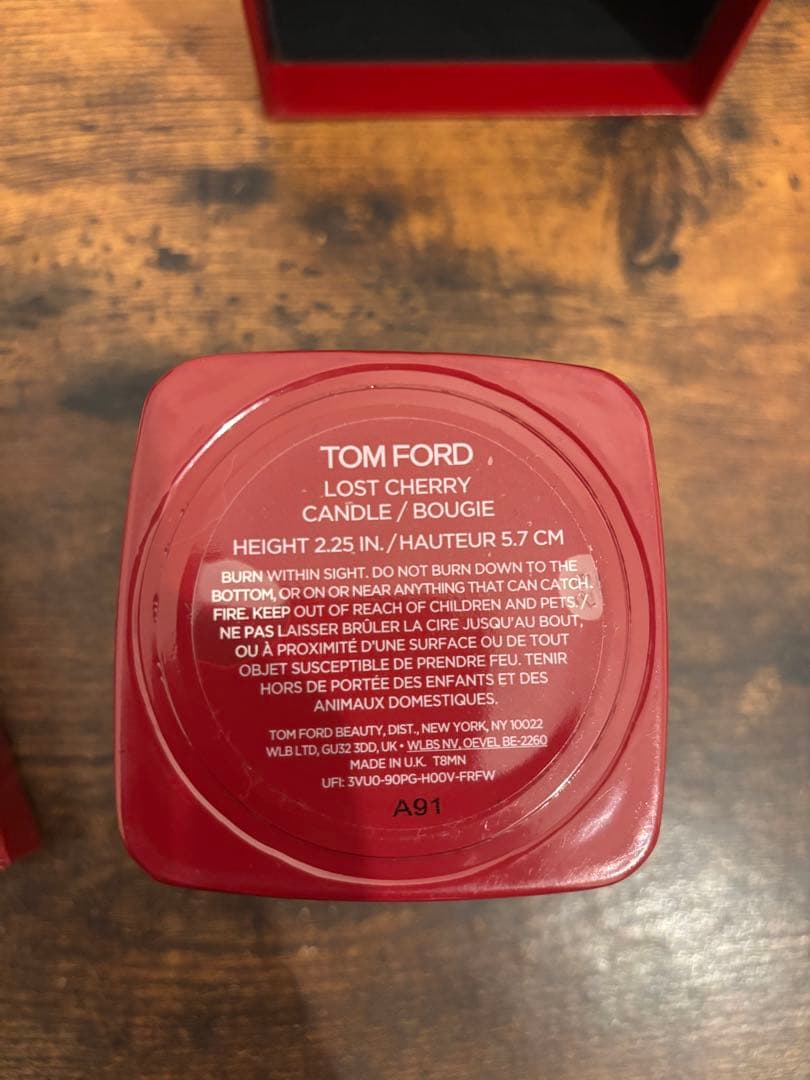 TOM FORD
LOST CHERRY
CANDLE / BOUGIE
HEIGHT 2.25 IN. / HAUTEUR 5.7 CM
BURN WITHIN SIGHT. DO NOT BURN DOWN TO THE
BOTTOM, OR ON OR NEAR ANYTHING THAT CAN CATCH
FIRE. KEEP OUT OF REACH OF CHILDREN AND PETS. /
NE PAS LAISSER BRÛLER LA CIRE JUSQU'AU BOUT,
OU À PROXIMITÉ D'UNE SURFACE OU DE TOUT
OBJET SUSCEPTIBLE DE PRENDRE FEU. TENIR
HORS DE PORTÉE DES ENFANTS ET DES
ANIMAUX DOMESTIQUES.
TOM FORD BEAUTY, DIST., NEW YORK, NY 10022
WLB LTD, GU32 3DD, UK • WLBS NV, OEVEL BE-2260
MADE IN U.K. T8MN
UFI: 3VU0-90PG-H00V-FRFW
A91